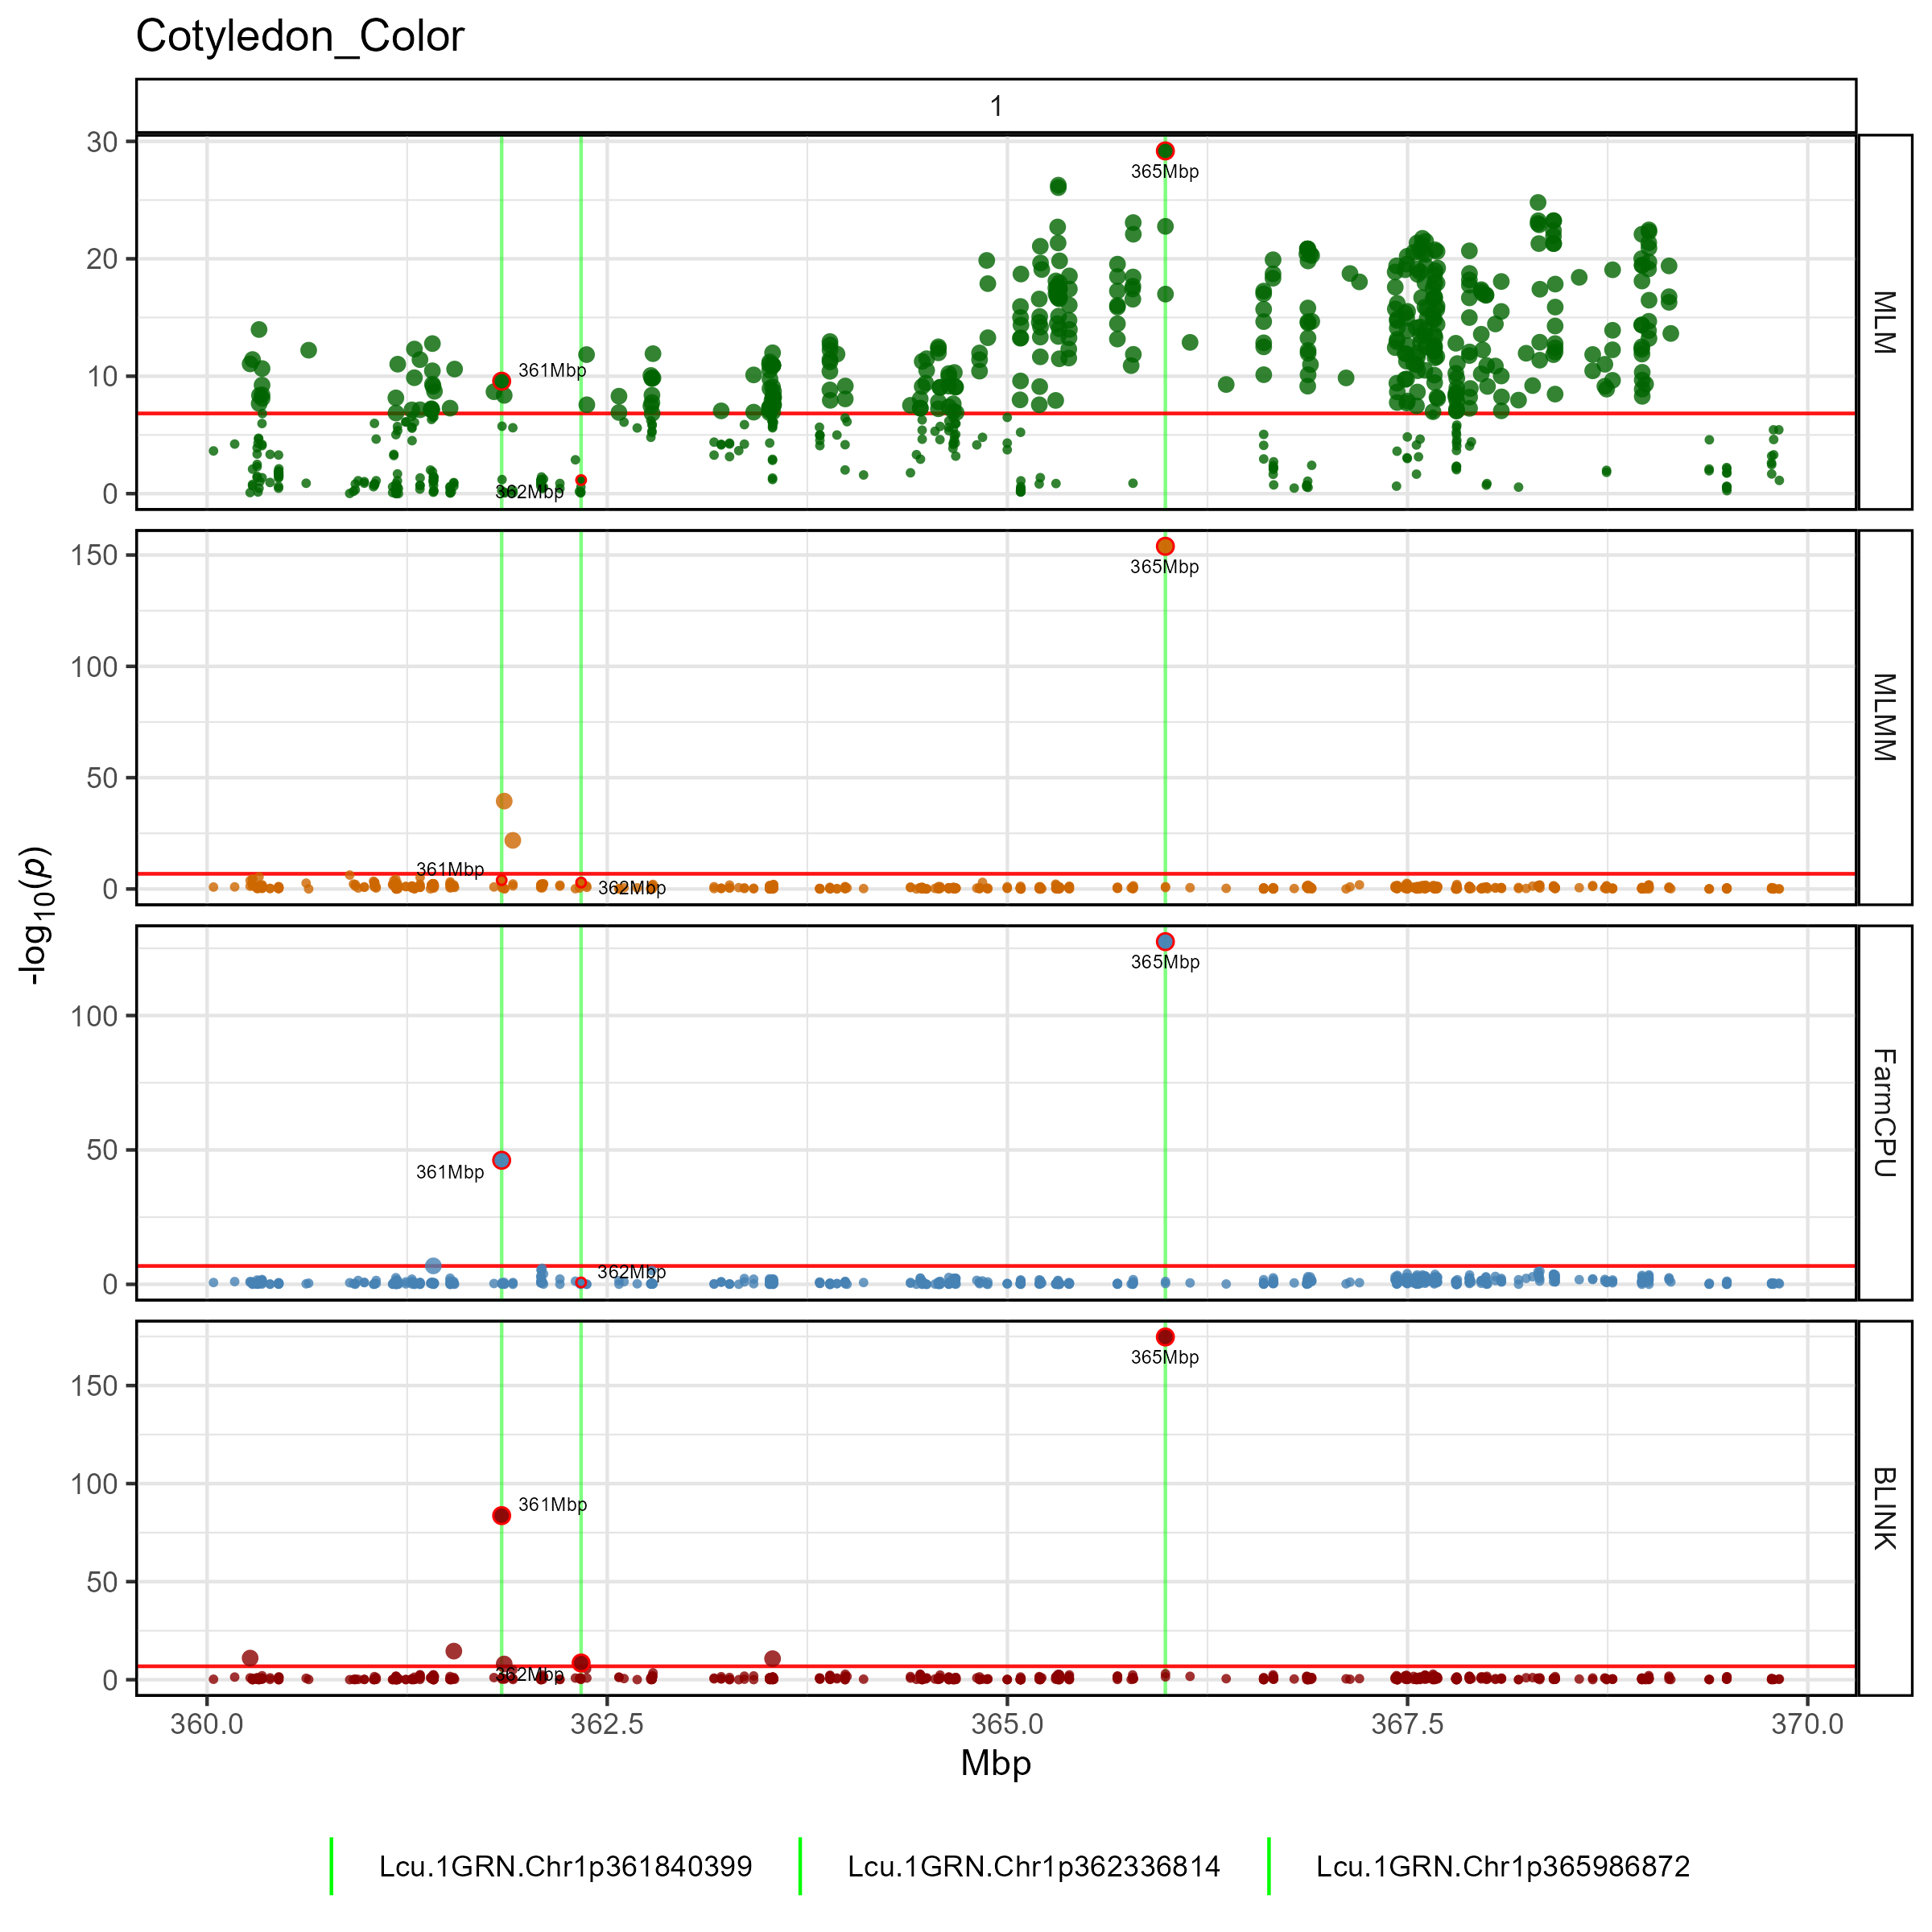 Cotyledon_Color
1
30
20
10
0
MLM
365Mbp
361Mbp
362Mbp
150
100
50
0
MLMM
365Mbp
361Mbp
362Mbp
100
50
0
FarmCPU
365Mbp
361Mbp
362Mbp
150
100
50
0
BLINK
365Mbp
361Mbp
362Mbp
-log10(p)
360.0 362.5 365.0 367.5 370.0
Mbp
Lcu.1GRN.Chr1p361840399 Lcu.1GRN.Chr1p362336814 Lcu.1GRN.Chr1p365986872